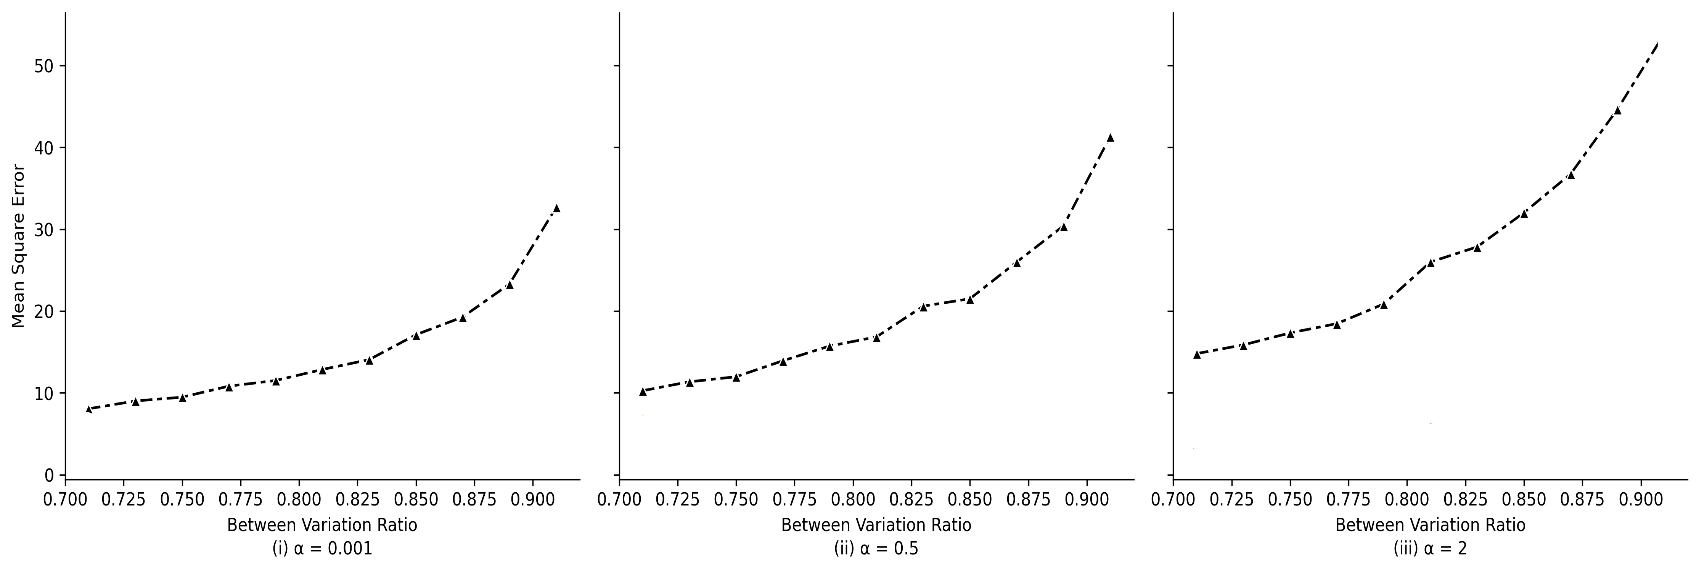 Mean Square Error
50
40
30
20
10
0
0.700 0.725 0.750 0.775 0.800 0.825 0.850 0.875 0.900
Between Variation Ratio
(i) α = 0.001
0.700 0.725 0.750 0.775 0.800 0.825 0.850 0.875 0.900
Between Variation Ratio
(ii) α = 0.5
0.700 0.725 0.750 0.775 0.800 0.825 0.850 0.875 0.900
Between Variation Ratio
(iii) α = 2